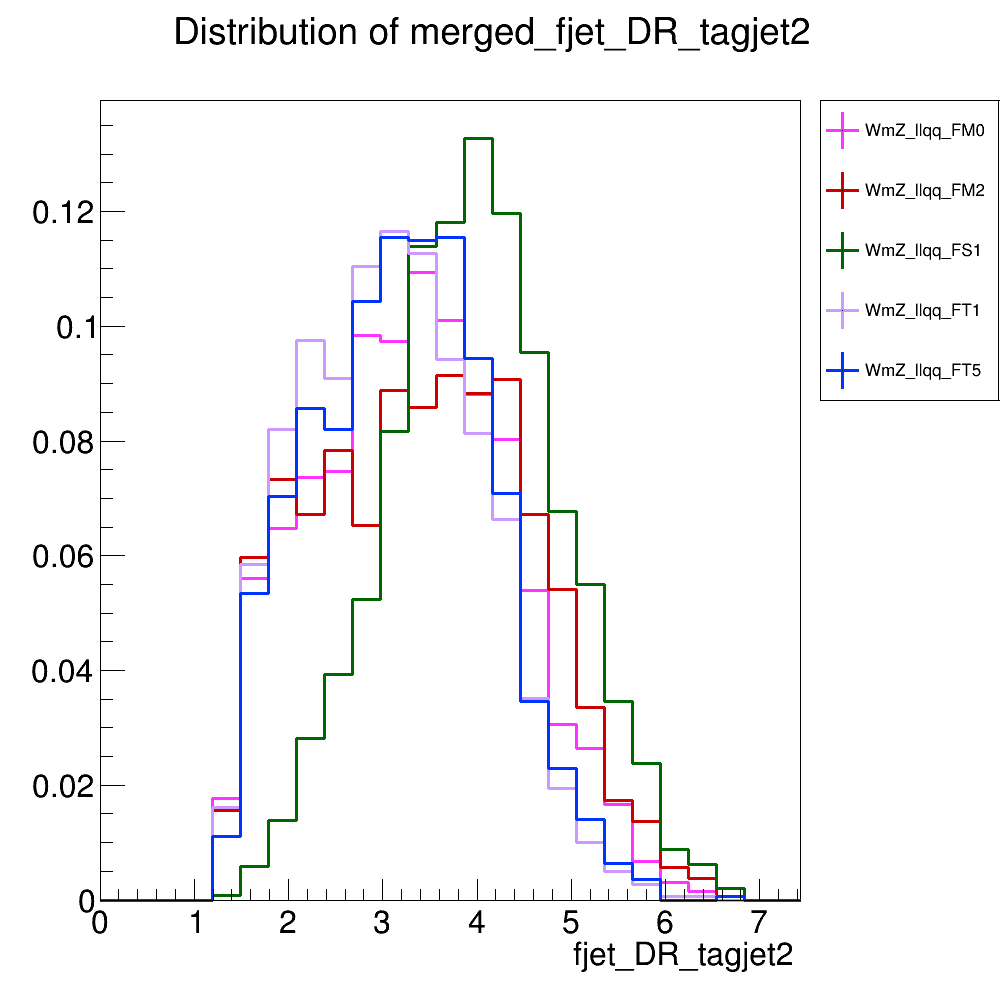 Distribution of merged_fjet_DR_tagjet2
WmZ_llqq_FM0
WmZ_llqq_FM2
WmZ_llqq_FS1
WmZ_llqq_FT1
WmZ_llqq_FT5
0.12
0.1
0.08
0.06
0.04
0.02
0
0 1 2 3 4 5 6 7
fjet_DR_tagjet2